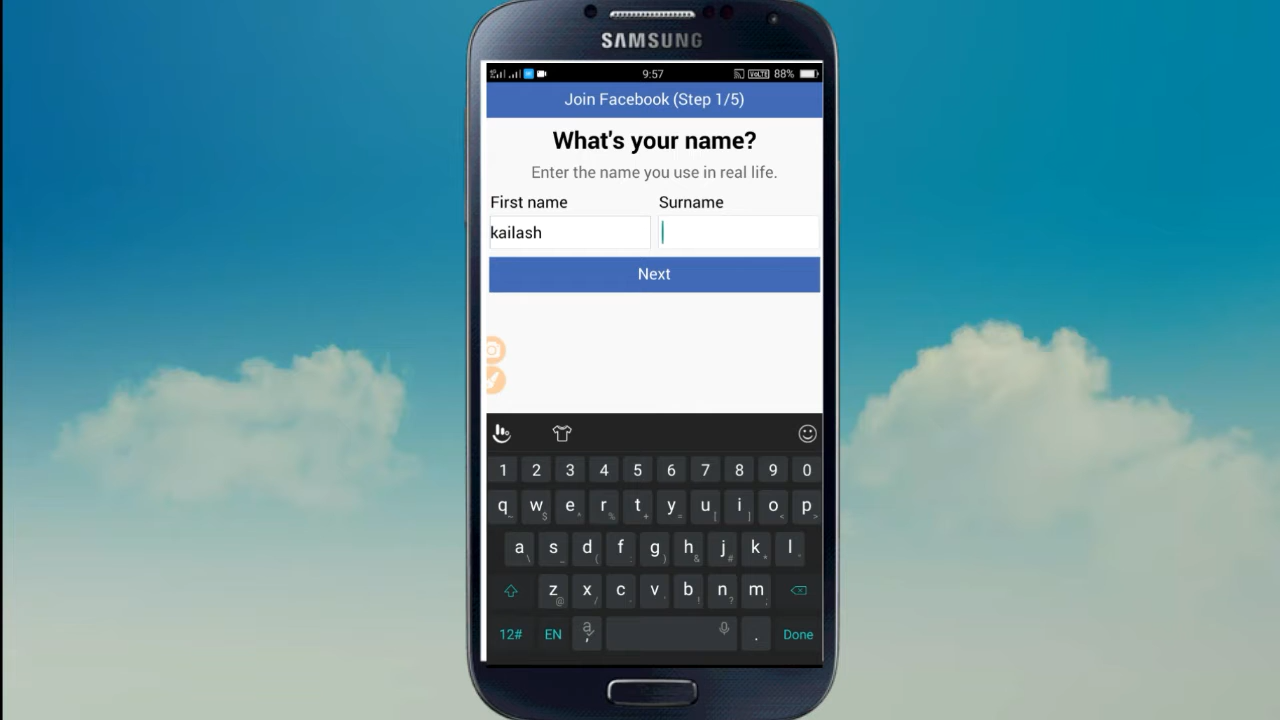 SAMSUNG
9:57 VoLTE 88%
Join Facebook (Step 1/5)
What's your name?
Enter the name you use in real life.
First name Surname
kailash
Next
1 2 3 4 5 6 7 8 9 0
q w e r t y u i o p
a s d f g h j k l
z x c v b n m
12# EN a , . Done